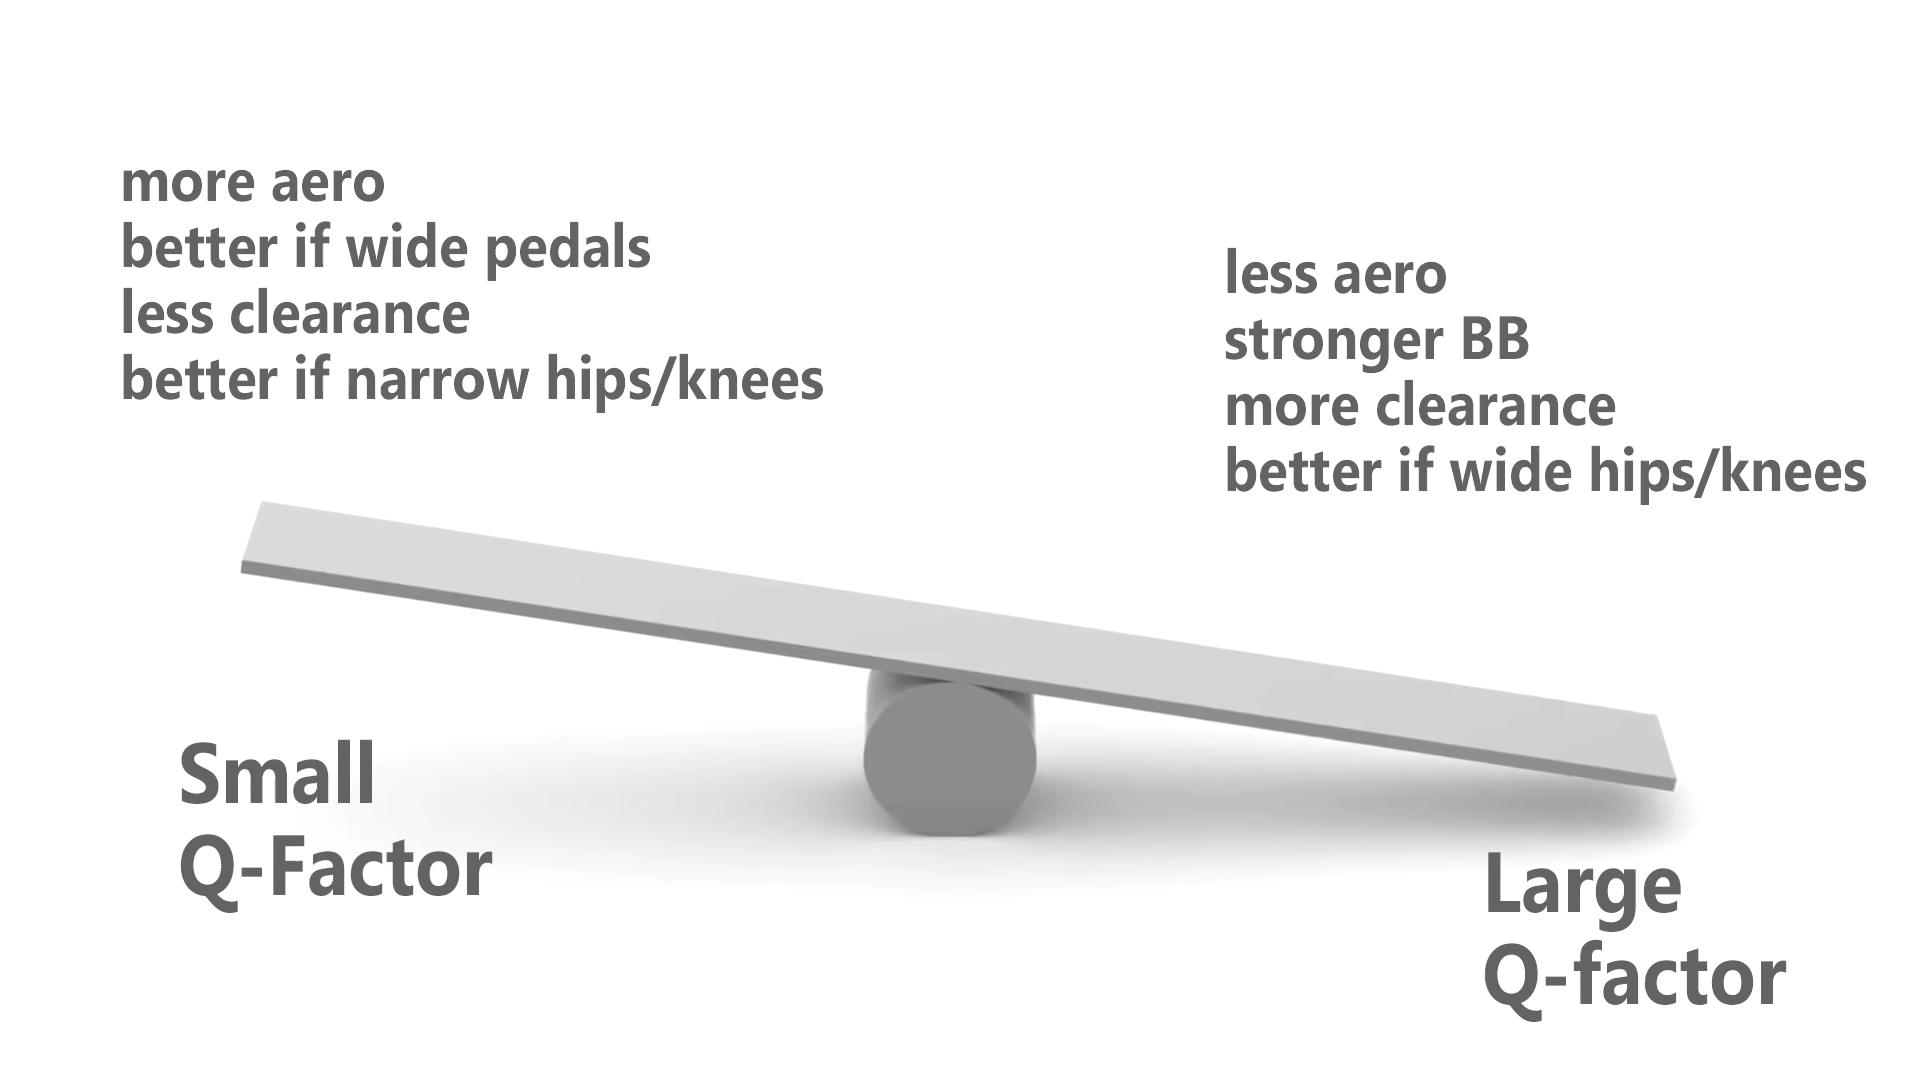 more aero
better if wide pedals
less clearance
better if narrow hips/knees
less aero
stronger BB
more clearance
better if wide hips/knees
Small
Q-Factor
Large
Q-factor